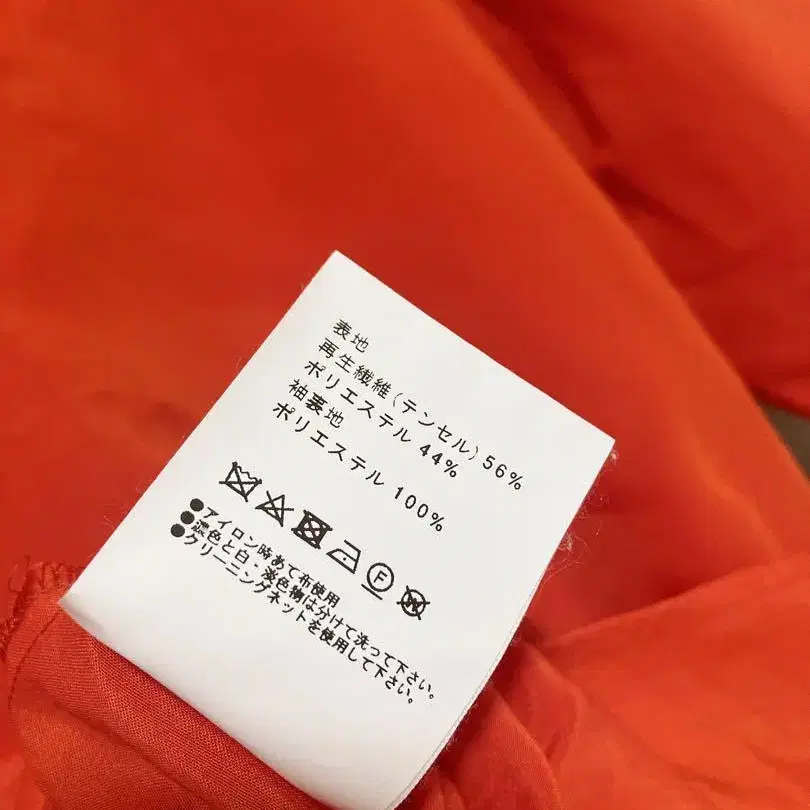 表地
再生繊維(テンセル) 56%
ポリエステル 44%
袖裏地
ポリエステル 100%
F W
●アイロン時あて布使用
●濃色と白・淡色物は分けて洗って下さい。
●クリーニングネットを使用して下さい。